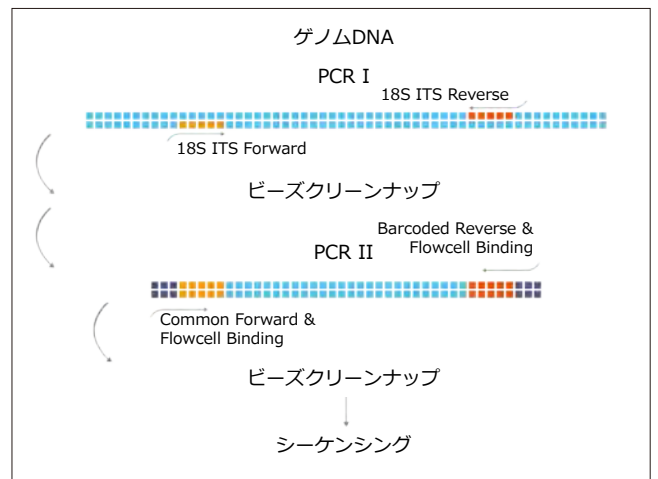 ゲノムDNA
PCR I
18S ITS Reverse
18S ITS Forward
ビーズクリーンナップ
Barcoded Reverse &
Flowcell Binding
PCR II
Common Forward &
Flowcell Binding
ビーズクリーンナップ
シーケンシング